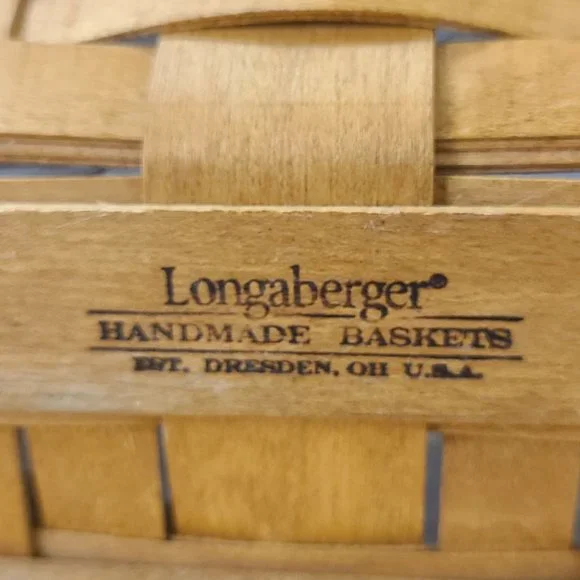 Longaberger®
HANDMADE BASKETS
EST. DRESDEN, OH U.S.A.